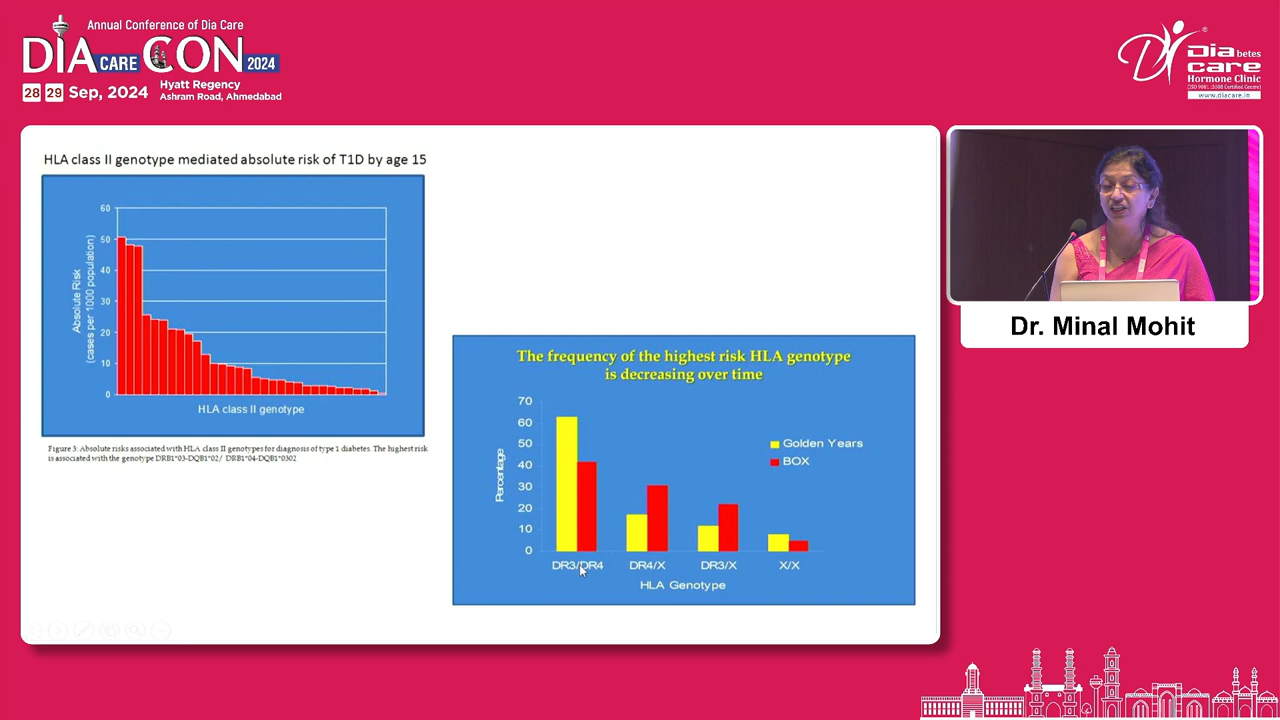 Annual Conference of Dia Care
DIA CARE CON 2024
28 29 Sep, 2024
Hyatt Regency
Ashram Road, Ahmedabad
Diabetes
care
Hormone Clinic
(ISO 9001:2008 Certified Centre)
www.diacare.in
HLA class II genotype mediated absolute risk of T1D by age 15
60
50
40
30
20
10
0
Absolute Risk
(cases per 1000 population)
HLA class II genotype
Figure 3: Absolute risks associated with HLA class II genotypes for diagnosis of type 1 diabetes. The highest risk
is associated with the genotype DRB1*03-DQB1*02/ DRB1*04-DQB1*0302
The frequency of the highest risk HLA genotype
is decreasing over time
70
60
50
40
30
20
10
0
Percentage
Golden Years
BOX
DR3/DR4 DR4/X DR3/X X/X
HLA Genotype
Dr. Minal Mohit